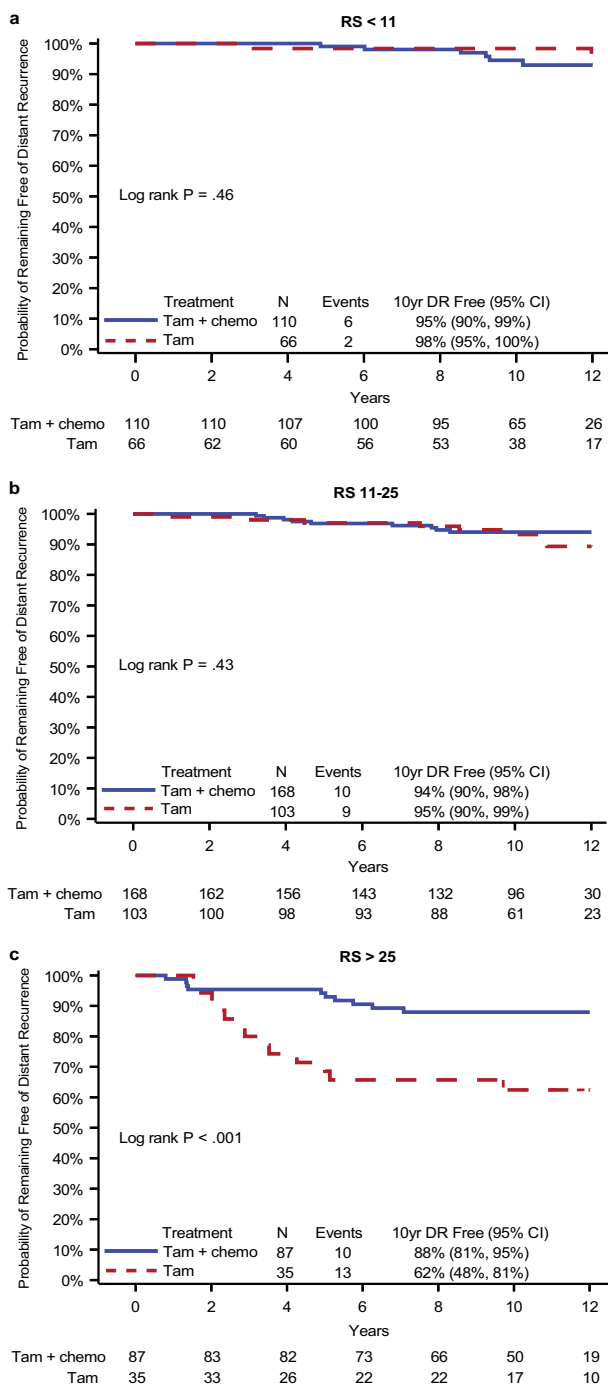 a
RS < 11
100%
90%
80%
70%
60%
50%
40%
30%
20%
10%
0%
Probability of Remaining Free of Distant Recurrence
Log rank P = .46
Treatment N Events 10yr DR Free (95% CI)
Tam + chemo 110 6 95% (90%, 99%)
Tam 66 2 98% (95%, 100%)
0 2 4 6 8 10 12
Years
Tam + chemo 110 110 107 100 95 65 26
Tam 66 62 60 56 53 38 17
b
RS 11-25
100%
90%
80%
70%
60%
50%
40%
30%
20%
10%
0%
Probability of Remaining Free of Distant Recurrence
Log rank P = .43
Treatment N Events 10yr DR Free (95% CI)
Tam + chemo 168 10 94% (90%, 98%)
Tam 103 9 95% (90%, 99%)
0 2 4 6 8 10 12
Years
Tam + chemo 168 162 156 143 132 96 30
Tam 103 100 98 93 88 61 23
c
RS > 25
100%
90%
80%
70%
60%
50%
40%
30%
20%
10%
0%
Probability of Remaining Free of Distant Recurrence
Log rank P < .001
Treatment N Events 10yr DR Free (95% CI)
Tam + chemo 87 10 88% (81%, 95%)
Tam 35 13 62% (48%, 81%)
0 2 4 6 8 10 12
Years
Tam + chemo 87 83 82 73 66 50 19
Tam 35 33 26 22 22 17 10